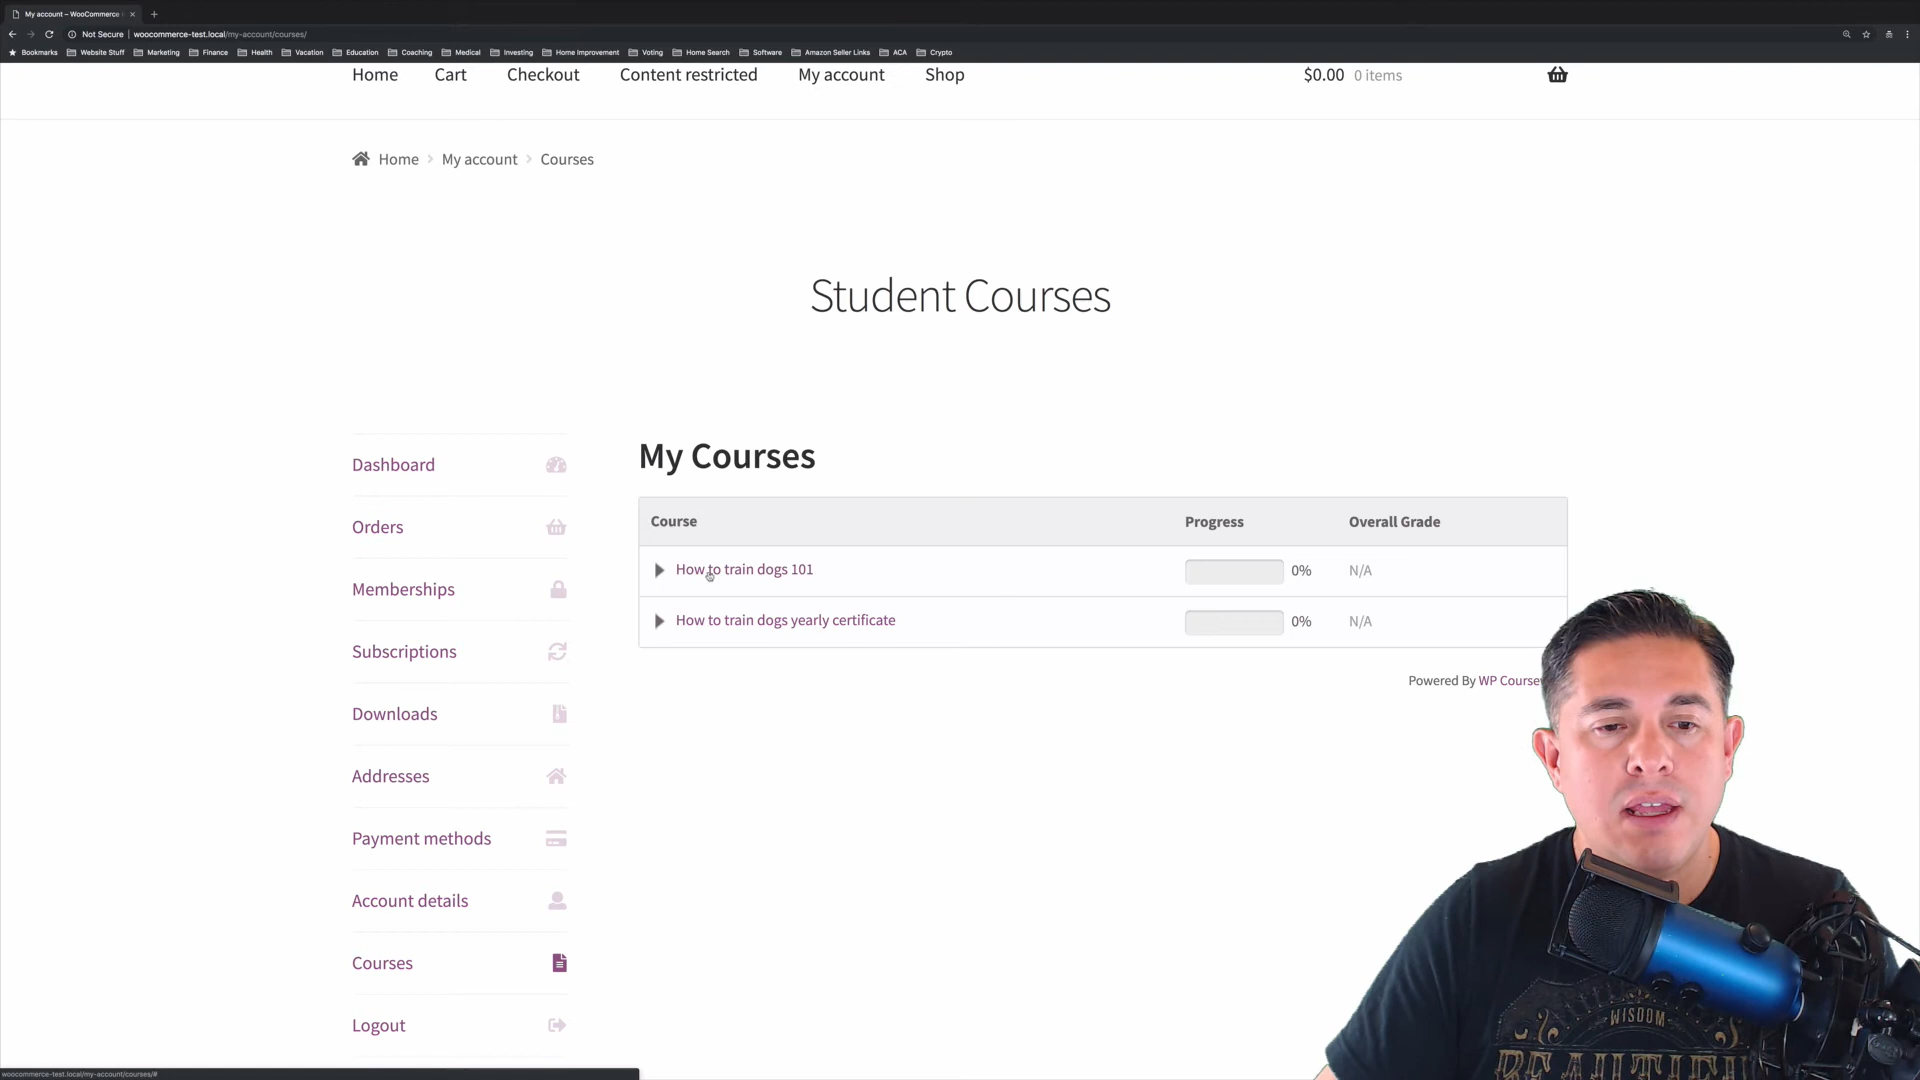 My account – WooCommerce
Not Secure | woocommerce-test.local/my-account/courses/
Bookmarks Website Stuff Marketing Finance Health Vacation Education Coaching Medical Investing Home Improvement Voting Home Search Software Amazon Seller Links ACA Crypto
Home Cart Checkout Content restricted My account Shop $0.00 0 items
Home My account Courses
Student Courses
Dashboard
Orders
Memberships
Subscriptions
Downloads
Addresses
Payment methods
Account details
Courses
Logout
My Courses
Course Progress Overall Grade
How to train dogs 101 0% N/A
How to train dogs yearly certificate 0% N/A
Powered By WP
WISDOM
woocommerce-test.local/my-account/courses/#